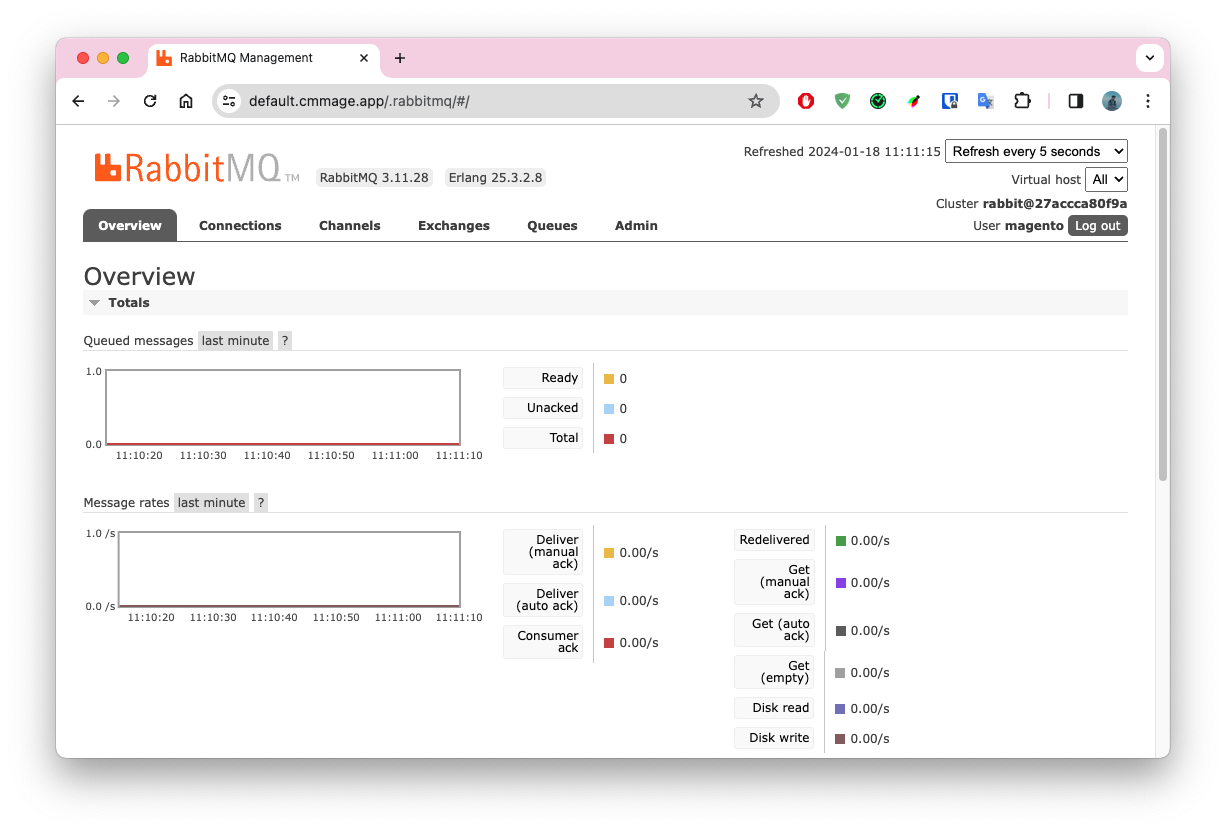 RabbitMQ Management
default.cmmage.app/.rabbitmq/#/
Refreshed 2024-01-18 11:11:15 Refresh every 5 seconds
RabbitMQ TM RabbitMQ 3.11.28 Erlang 25.3.2.8
Virtual host All
Cluster rabbit@27accca80f9a
User magento Log out
Overview Connections Channels Exchanges Queues Admin
Overview
Totals
Queued messages last minute ?
1.0
0.0
11:10:20 11:10:30 11:10:40 11:10:50 11:11:00 11:11:10
Ready 0
Unacked 0
Total 0
Message rates last minute ?
1.0 /s
0.0 /s
11:10:20 11:10:30 11:10:40 11:10:50 11:11:00 11:11:10
Deliver
(manual
ack) 0.00/s
Deliver
(auto ack) 0.00/s
Consumer
ack 0.00/s
Redelivered 0.00/s
Get
(manual
ack) 0.00/s
Get (auto
ack) 0.00/s
Get
(empty) 0.00/s
Disk read 0.00/s
Disk write 0.00/s